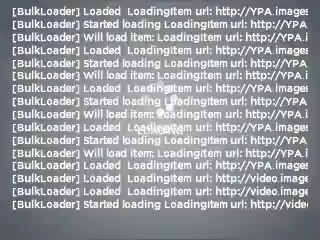 [BulkLoader] Loaded LoadingItem url: http://YPA.images
[BulkLoader] Started loading LoadingItem url: http://YPA
[BulkLoader] Will load item: LoadingItem url: http://YPA.i
[BulkLoader] Loaded LoadingItem url: http://YPA.images
[BulkLoader] Started loading LoadingItem url: http://YPA
[BulkLoader] Will load item: LoadingItem url: http://YPA.i
[BulkLoader] Loaded LoadingItem url: http://YPA.images
[BulkLoader] Started loading LoadingItem url: http://YPA
[BulkLoader] Will load item: LoadingItem url: http://YPA.i
[BulkLoader] Loaded LoadingItem url: http://YPA.images
[BulkLoader] Started loading LoadingItem url: http://YPA
[BulkLoader] Will load item: LoadingItem url: http://YPA.i
[BulkLoader] Loaded LoadingItem url: http://YPA.images
[BulkLoader] Loaded LoadingItem url: http://video.image
[BulkLoader] Loaded LoadingItem url: http://video.image
[BulkLoader] Started loading LoadingItem url: http://vide